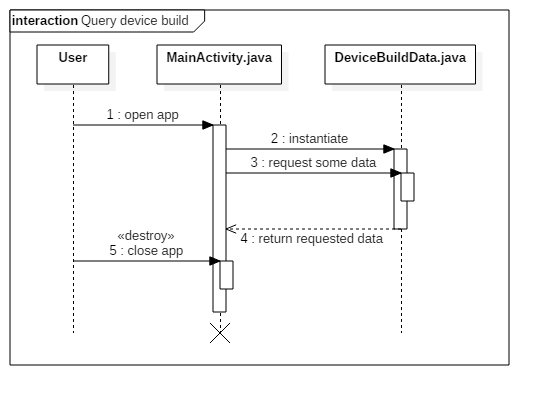 interaction Query device build
User
MainActivity.java
DeviceBuildData.java
1 : open app
2 : instantiate
3 : request some data
4 : return requested data
«destroy»
5 : close app